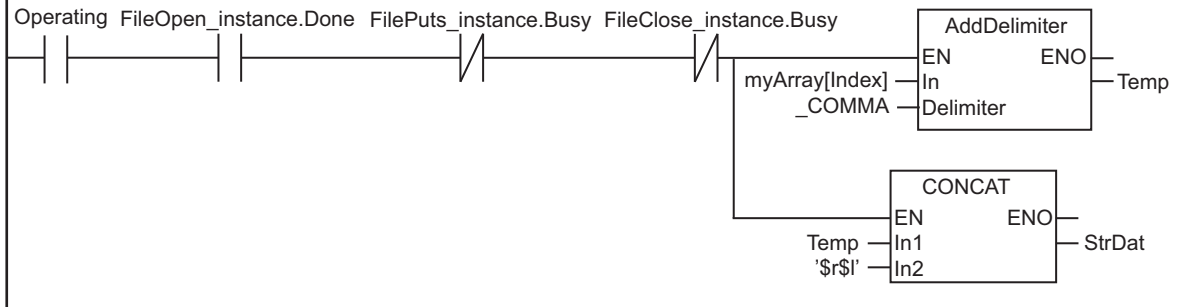 Operating FileOpen_instance.Done FilePuts_instance.Busy FileClose_instance.Busy
AddDelimiter
EN ENO
myArray[Index] In Temp
_COMMA Delimiter
CONCAT
EN ENO
Temp In1 StrDat
'$r$l' In2